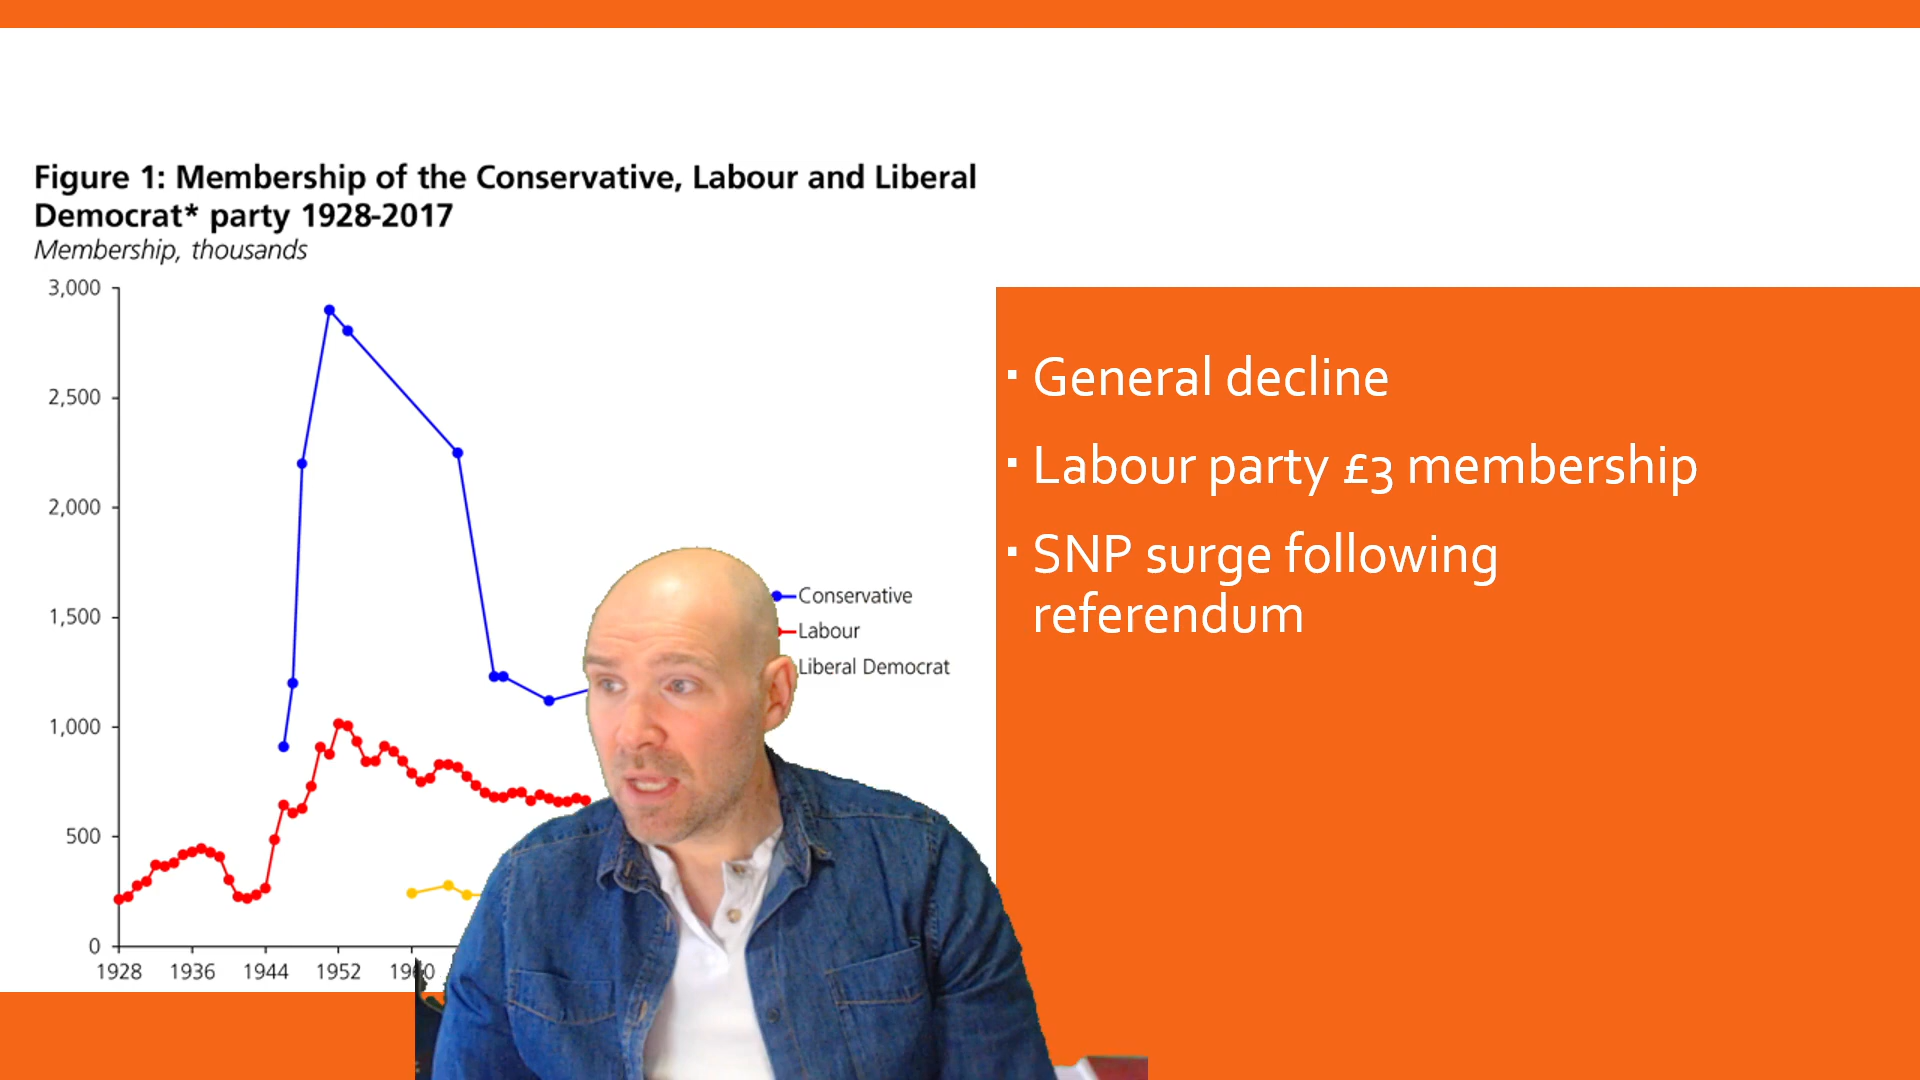 Figure 1: Membership of the Conservative, Labour and Liberal
Democrat* party 1928-2017
Membership, thousands
3,000
2,500
2,000
1,500
1,000
500
0
1928 1936 1944 1952
Conservative
Labour
Liberal Democrat
▪ General decline
▪ Labour party £3 membership
▪ SNP surge following
referendum